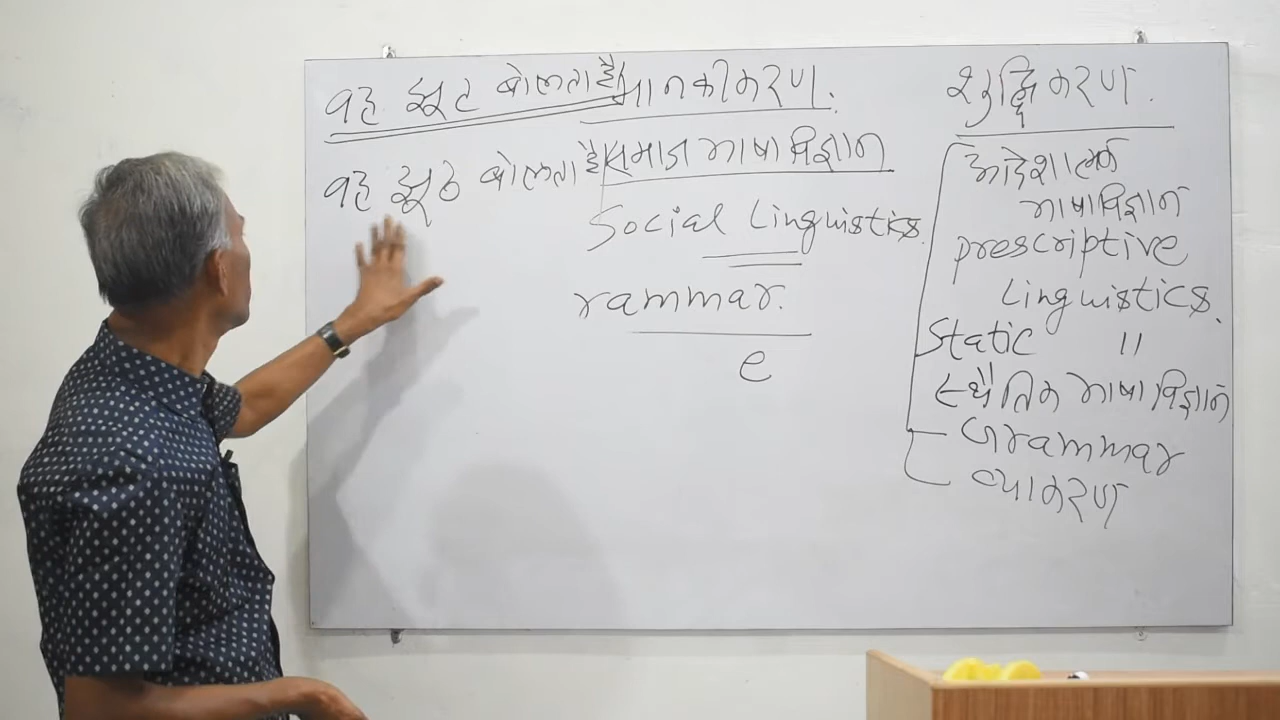 वह झूट बोलता है
वह झूठ बोलता है
मानकीकरण.
समाज भाषा विज्ञान
Social Linguistics.
rammar.
e
शुद्धिकरण.
आदेशात्मक
भाषाविज्ञान
prescriptive
Linguistics.
Static "
स्थैतिक भाषा विज्ञान
Grammar
व्याकरण